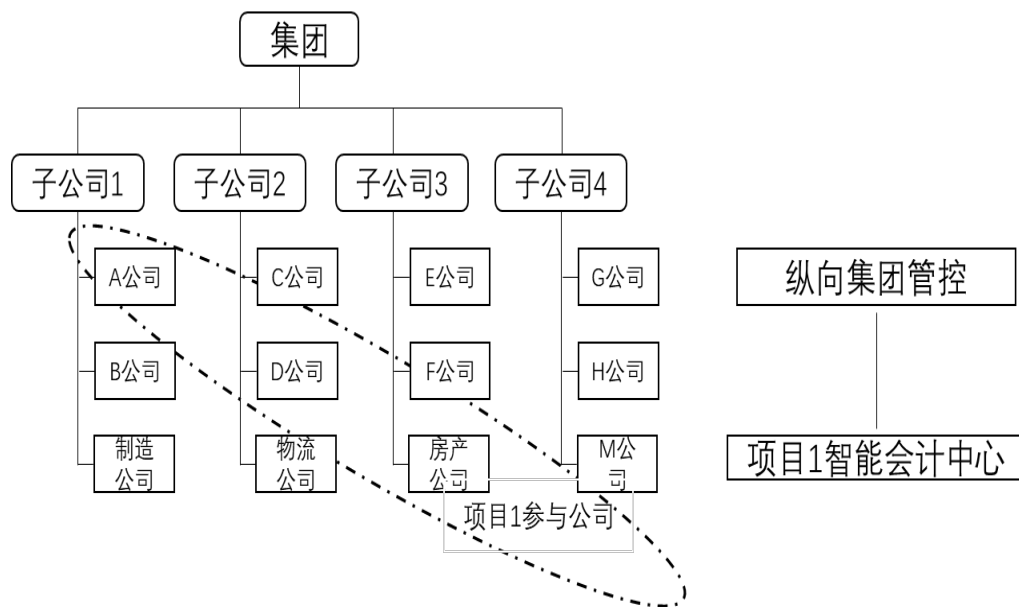 集团
子公司1
子公司2
子公司3
子公司4
A公司
C公司
E公司
G公司
纵向集团管控
B公司
D公司
F公司
H公司
制造
公司
物流
公司
房产
公司
M公
司
项目1智能会计中心
项目1参与公司